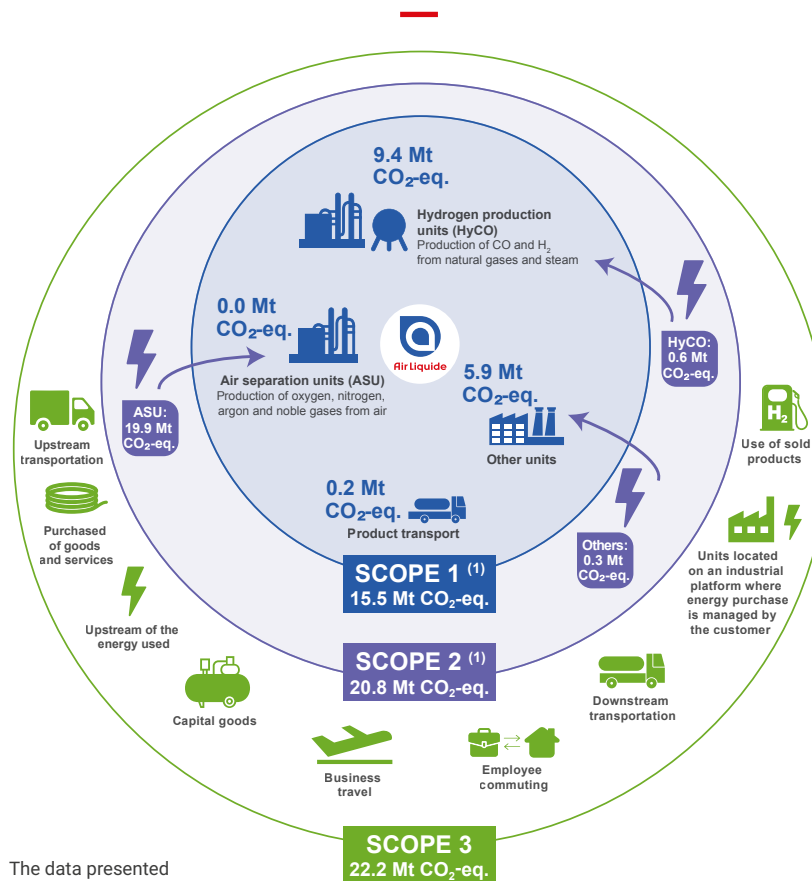 9.4 Mt
CO₂-eq.
Hydrogen production
units (HyCO)
Production of CO and H₂
from natural gases and steam
0.0 Mt
CO₂-eq.
Air Liquide
HyCO:
0.6 Mt
CO₂-eq.
Air separation units (ASU)
Production of oxygen, nitrogen,
argon and noble gases from air
5.9 Mt
CO₂-eq.
ASU:
19.9 Mt
CO₂-eq.
H₂
Upstream
transportation
Other units
Use of sold
products
0.2 Mt
CO₂-eq.
Product transport
Purchased
of goods
and services
Others:
0.3 Mt
CO₂-eq.
Units located
on an industrial
platform where
energy purchase
is managed by
the customer
SCOPE 1 (1)
15.5 Mt CO₂-eq.
Upstream of the
energy used
SCOPE 2 (1)
20.8 Mt CO₂-eq.
Capital goods
Downstream
transportation
Business
travel
Employee
commuting
SCOPE 3
22.2 Mt CO₂-eq.
The data presented